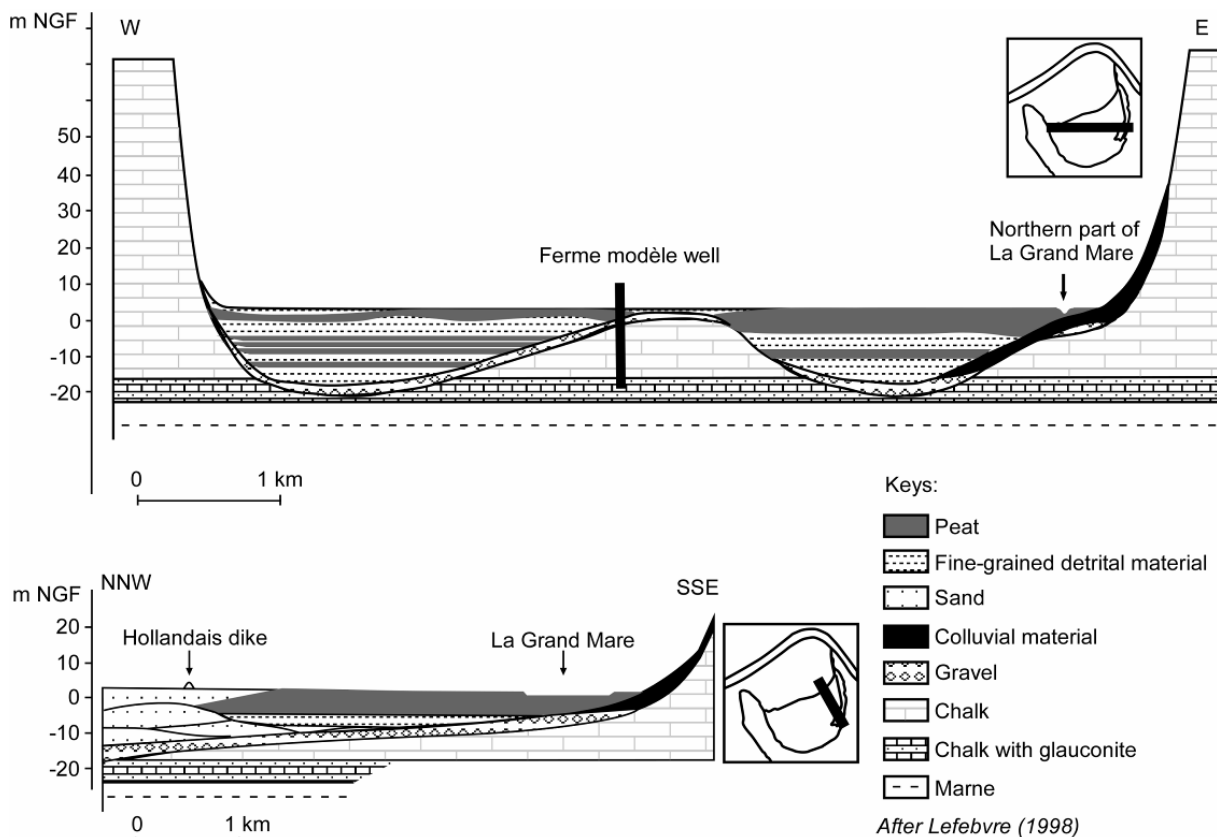 m NGF
W
E
50
40
30
20
10
0
-10
-20
Ferme modèle well
Northern part of
La Grand Mare
0 1 km
NNW
SSE
m NGF
20
10
0
-10
-20
Hollandais dike
La Grand Mare
0 1 km
Keys:
Peat
Fine-grained detrital material
Sand
Colluvial material
Gravel
Chalk
Chalk with glauconite
Marne
After Lefebvre (1998)